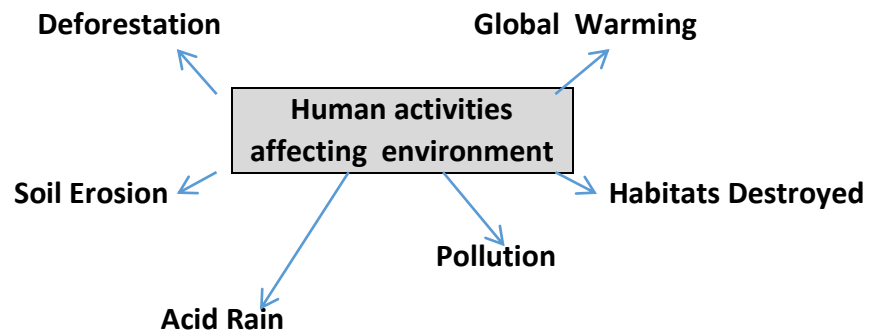 Deforestation
Global Warming
Human activities
affecting environment
Soil Erosion
Habitats Destroyed
Pollution
Acid Rain